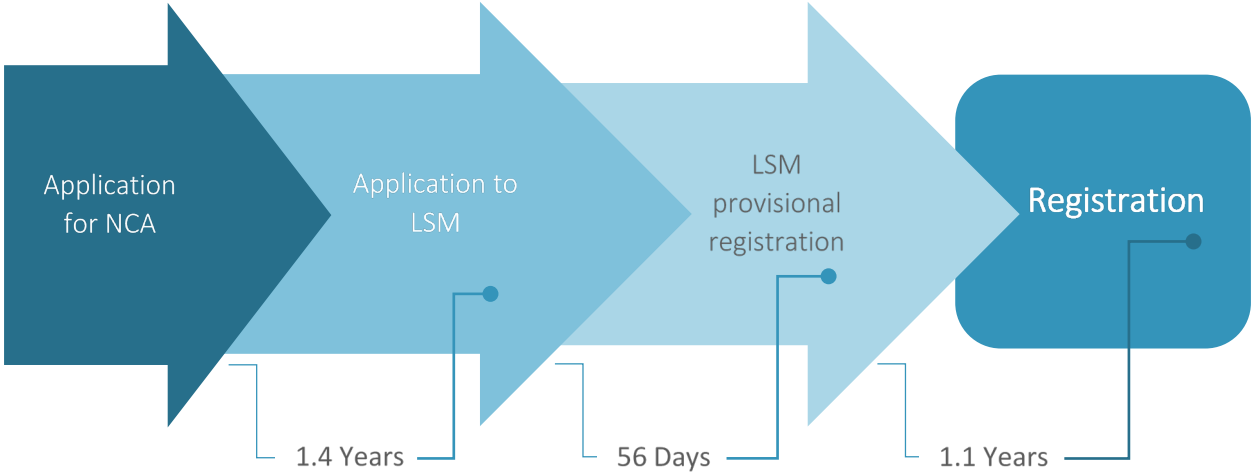 Application
for NCA
Application to
LSM
LSM
provisional
registration
Registration
1.4 Years
56 Days
1.1 Years